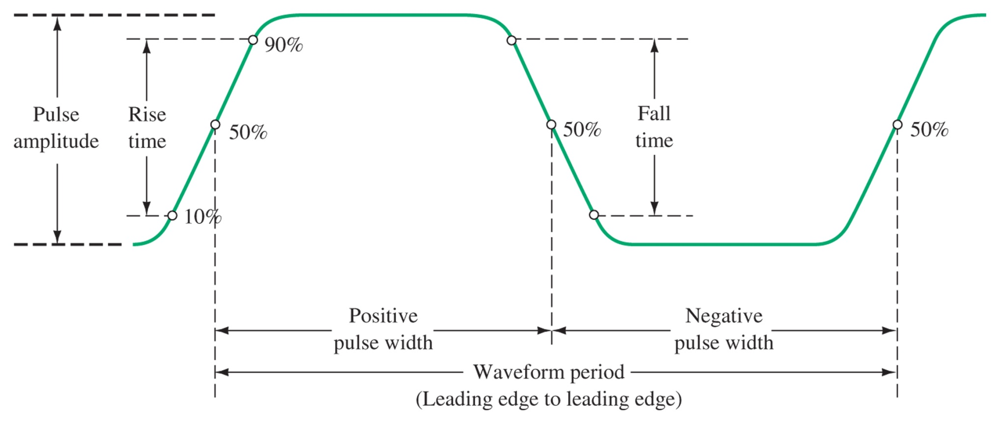 90%
Pulse
amplitude
Rise
time
50%
10%
50%
Fall
time
50%
Positive
pulse width
Negative
pulse width
Waveform period
(Leading edge to leading edge)